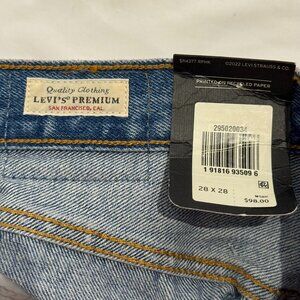 Quality Clothing
LEVI'S® PREMIUM
SAN FRANCISCO, CAL.
©2022 LEVI STRAUSS & CO.
PRINTED ON RECYCLED PAPER
295020034
1 91816 93509 6
28 X 28
$98.00